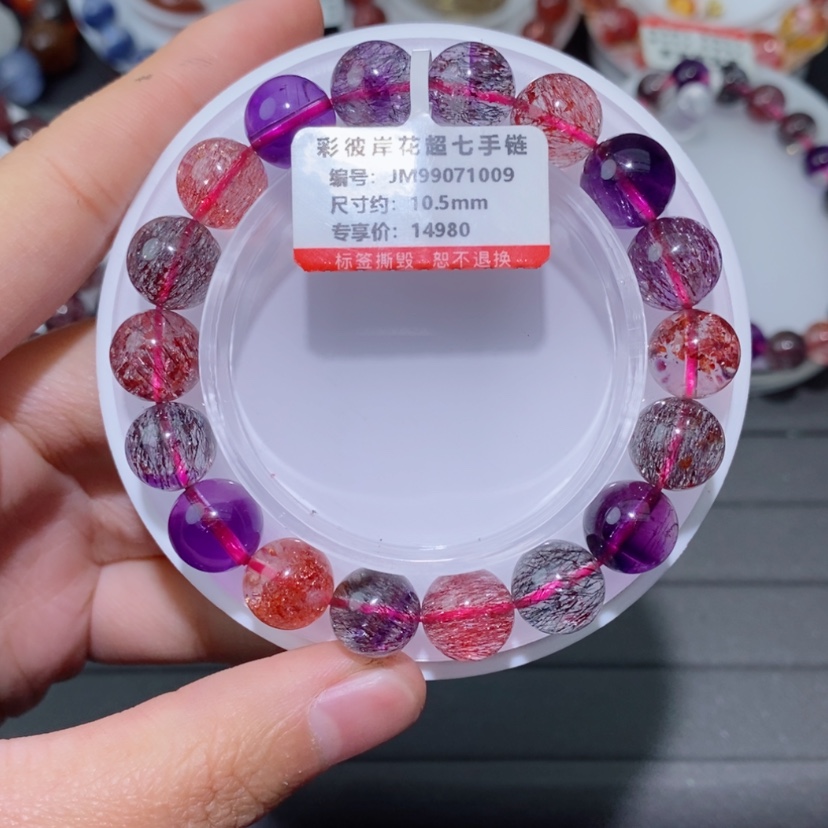 彩彼岸花超七手链
编号：JM99071009
尺寸约：10.5mm
专享价：14980
标签撕毁 恕不退换